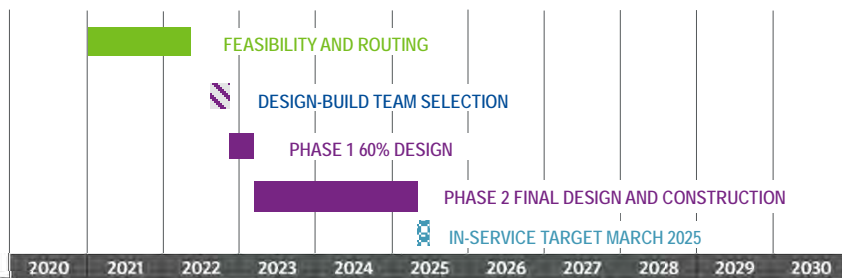 FEASIBILITY AND ROUTING
DESIGN-BUILD TEAM SELECTION
PHASE 1 60% DESIGN
PHASE 2 FINAL DESIGN AND CONSTRUCTION
IN-SERVICE TARGET MARCH 2025
2020 2021 2022 2023 2024 2025 2026 2027 2028 2029 2030